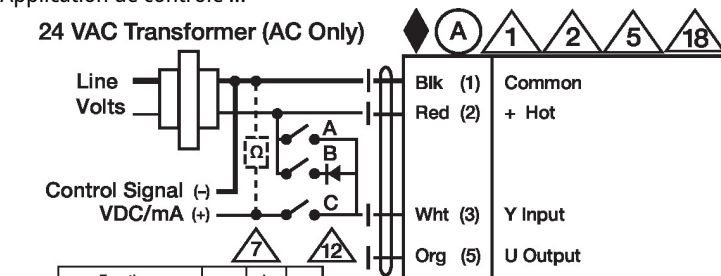 24 VAC Transformer (AC Only)
A 1 2 5 18
Line
Volts
Blk (1) Common
Red (2) + Hot
A
B
Ω
C
Control Signal (-)
VDC/mA (+)
Wht (3) Y Input
7 12
Org (5) U Output